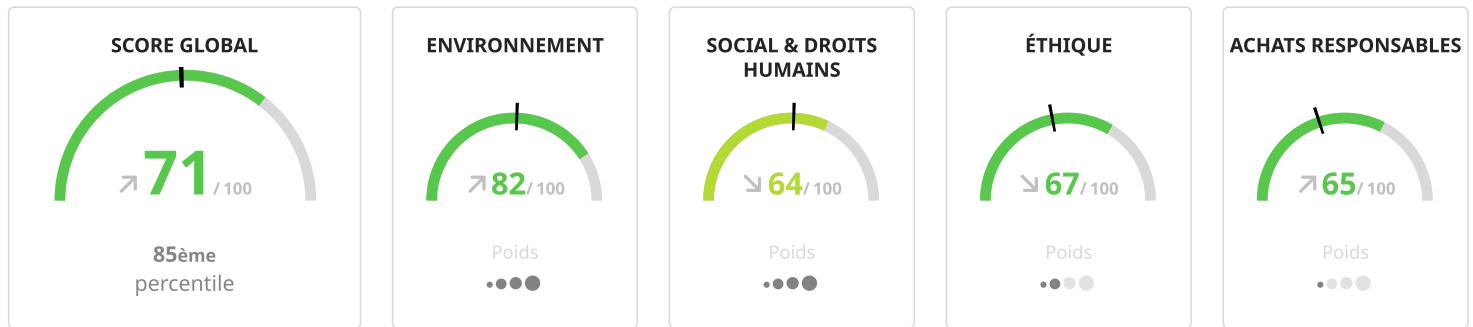 SCORE GLOBAL
71 / 100
85ème
percentile
ENVIRONNEMENT
82 / 100
Poids
SOCIAL & DROITS
HUMAINS
64 / 100
Poids
ÉTHIQUE
67 / 100
Poids
ACHATS RESPONSABLES
65 / 100
Poids